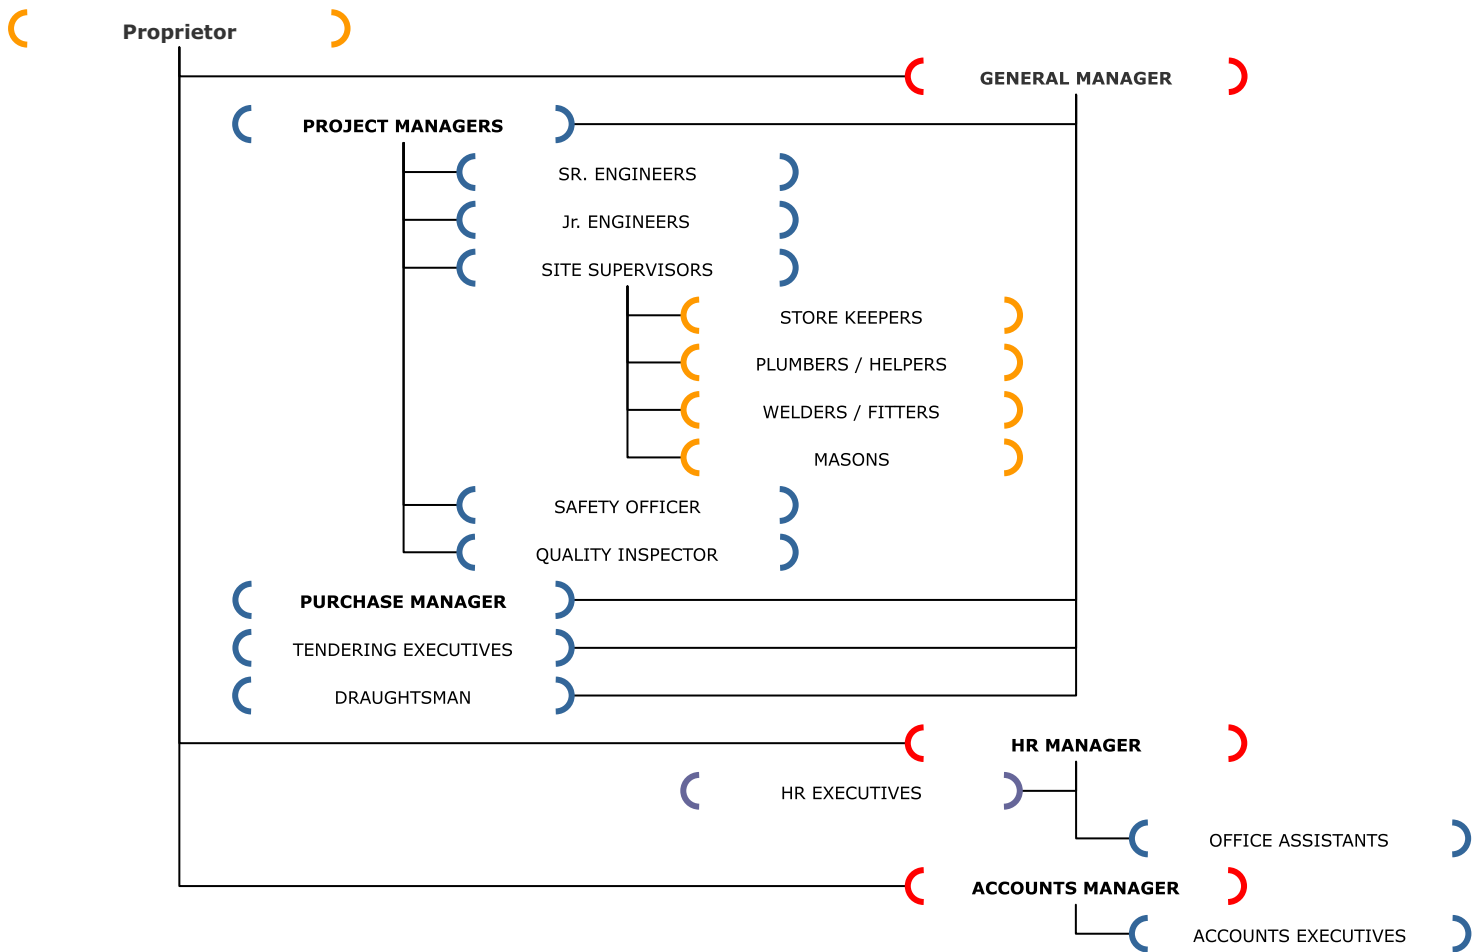 Proprietor
GENERAL MANAGER
PROJECT MANAGERS
SR. ENGINEERS
Jr. ENGINEERS
SITE SUPERVISORS
STORE KEEPERS
PLUMBERS / HELPERS
WELDERS / FITTERS
MASONS
SAFETY OFFICER
QUALITY INSPECTOR
PURCHASE MANAGER
TENDERING EXECUTIVES
DRAUGHTSMAN
HR MANAGER
HR EXECUTIVES
OFFICE ASSISTANTS
ACCOUNTS MANAGER
ACCOUNTS EXECUTIVES